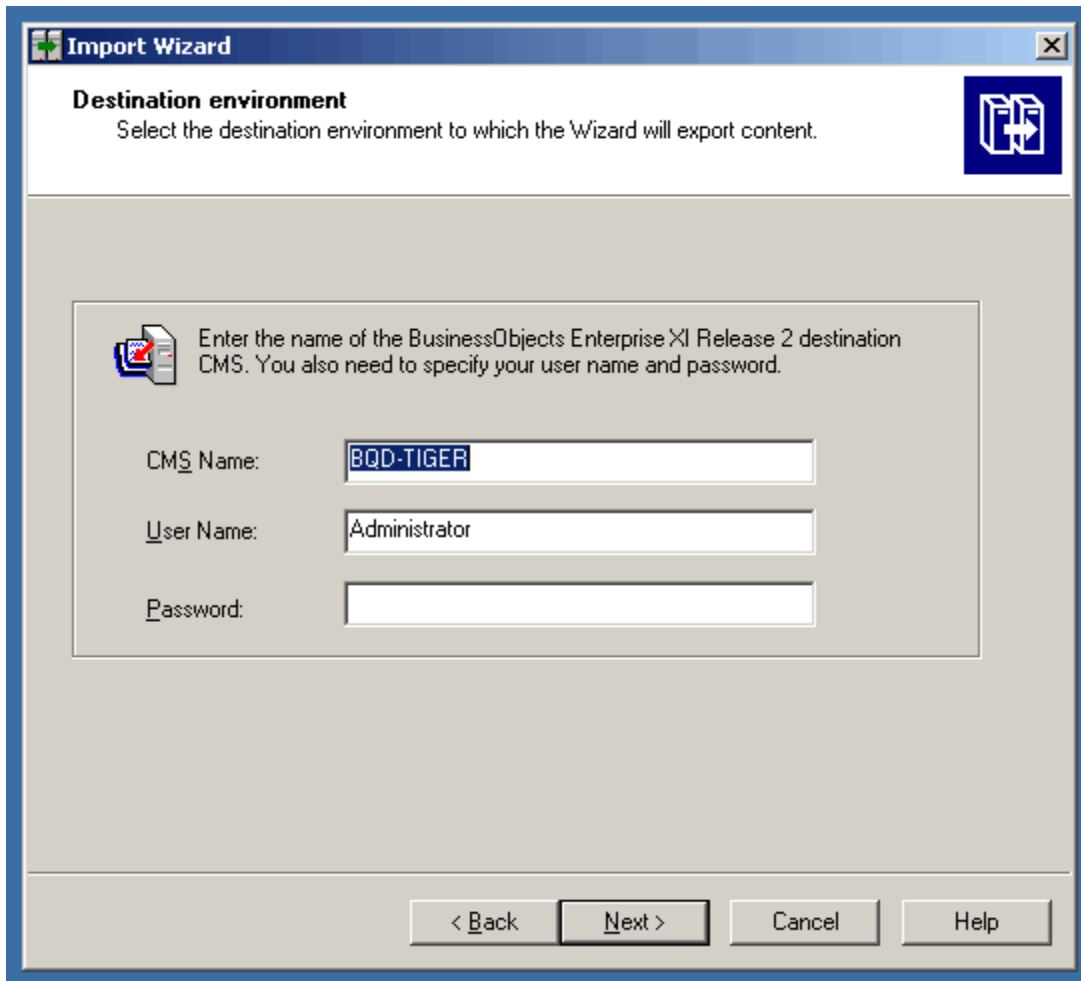 Import Wizard
Destination environment
Select the destination environment to which the Wizard will export content.
Enter the name of the BusinessObjects Enterprise XI Release 2 destination
CMS. You also need to specify your user name and password.
CMS Name:
BQD-TIGER
User Name:
Administrator
Password:
< Back
Next >
Cancel
Help